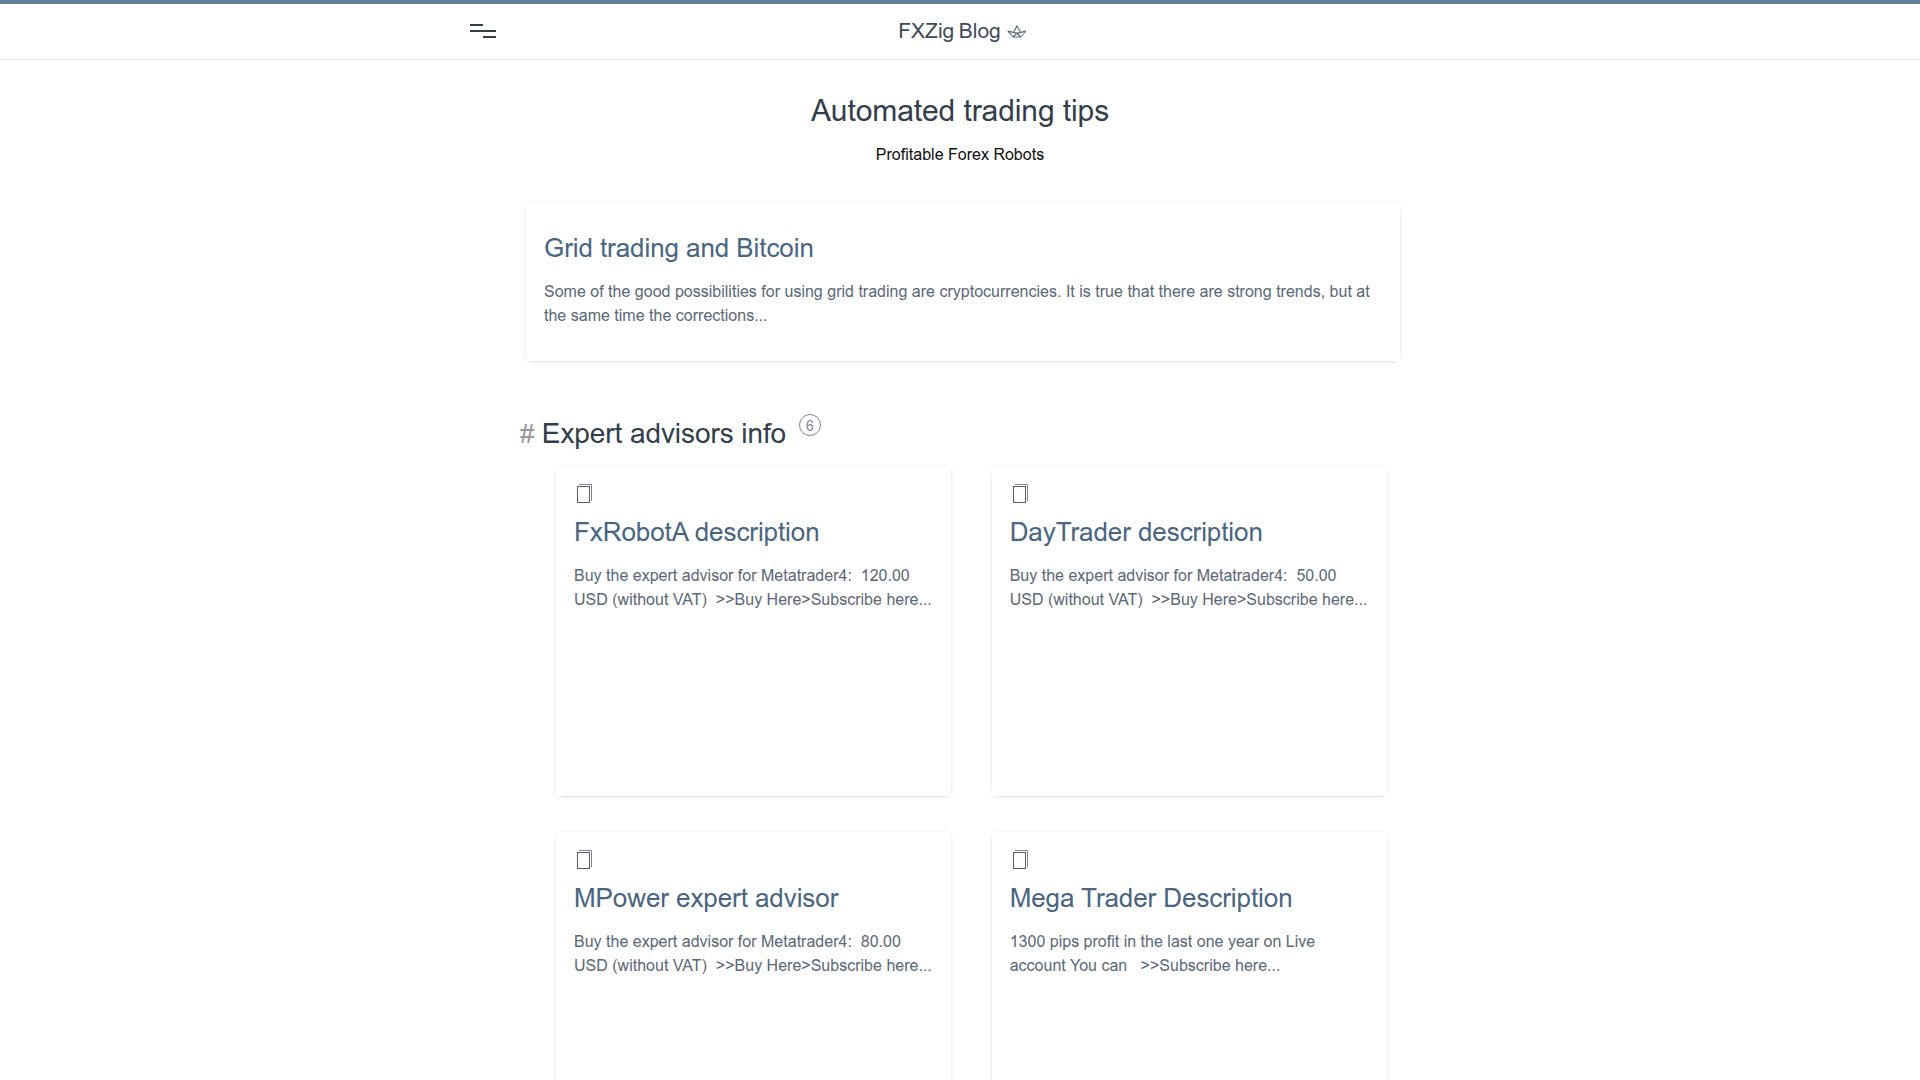 FXZig Blog
Automated trading tips
Profitable Forex Robots
Grid trading and Bitcoin
Some of the good possibilities for using grid trading are cryptocurrencies. It is true that there are strong trends, but at
the same time the corrections...
# Expert advisors info 6
FxRobotA description
Buy the expert advisor for Metatrader4:  120.00
USD (without VAT)  >>Buy Here>Subscribe here...
DayTrader description
Buy the expert advisor for Metatrader4:  50.00
USD (without VAT)  >>Buy Here>Subscribe here...
MPower expert advisor
Buy the expert advisor for Metatrader4:  80.00
USD (without VAT)  >>Buy Here>Subscribe here...
Mega Trader Description
1300 pips profit in the last one year on Live
account You can   >>Subscribe here...